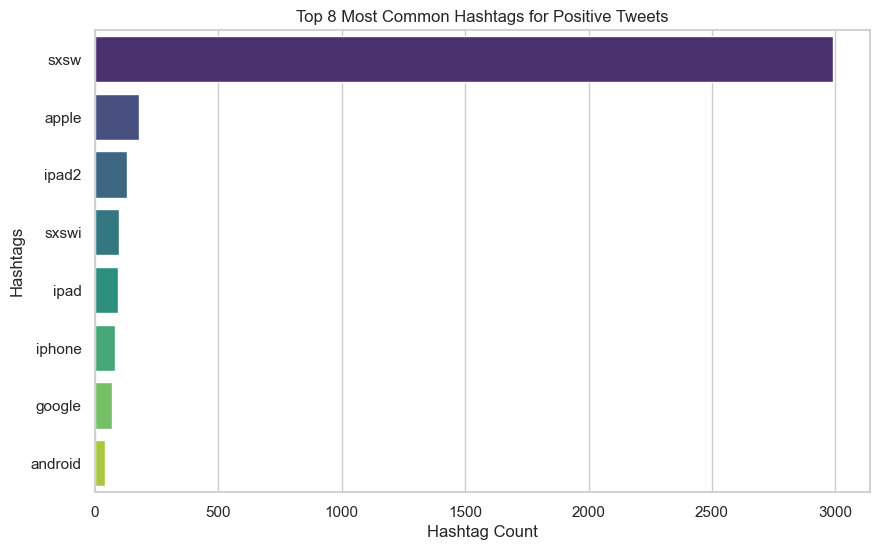 Top 8 Most Common Hashtags for Positive Tweets
sxsw
apple
ipad2
sxswi
ipad
iphone
google
android
Hashtags
0 500 1000 1500 2000 2500 3000
Hashtag Count